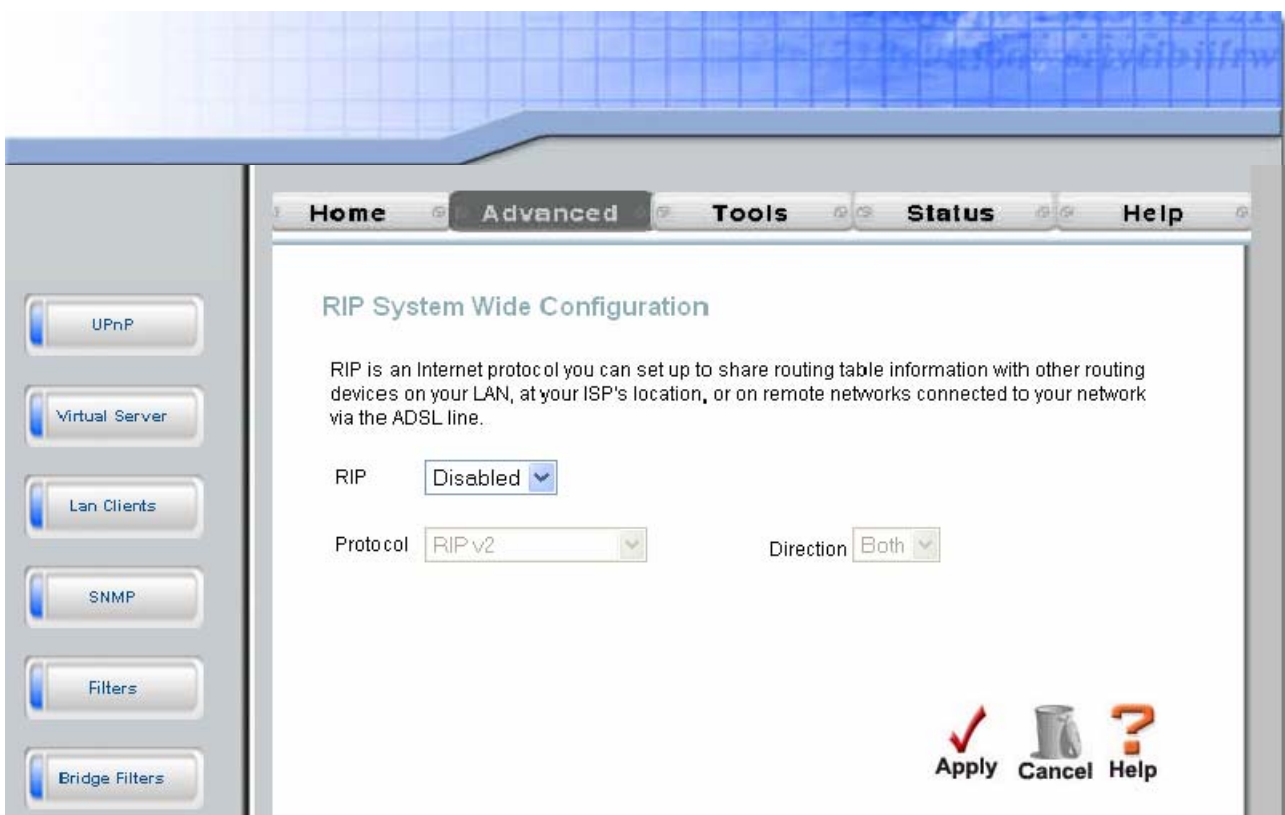 Home Advanced Tools Status Help
UPnP
Virtual Server
Lan Clients
SNMP
Filters
Bridge Filters
RIP System Wide Configuration
RIP is an Internet protocol you can set up to share routing table information with other routing
devices on your LAN, at your ISP's location, or on remote networks connected to your network
via the ADSL line.
RIP Disabled
Protocol RIP v2 Direction Both
Apply Cancel Help